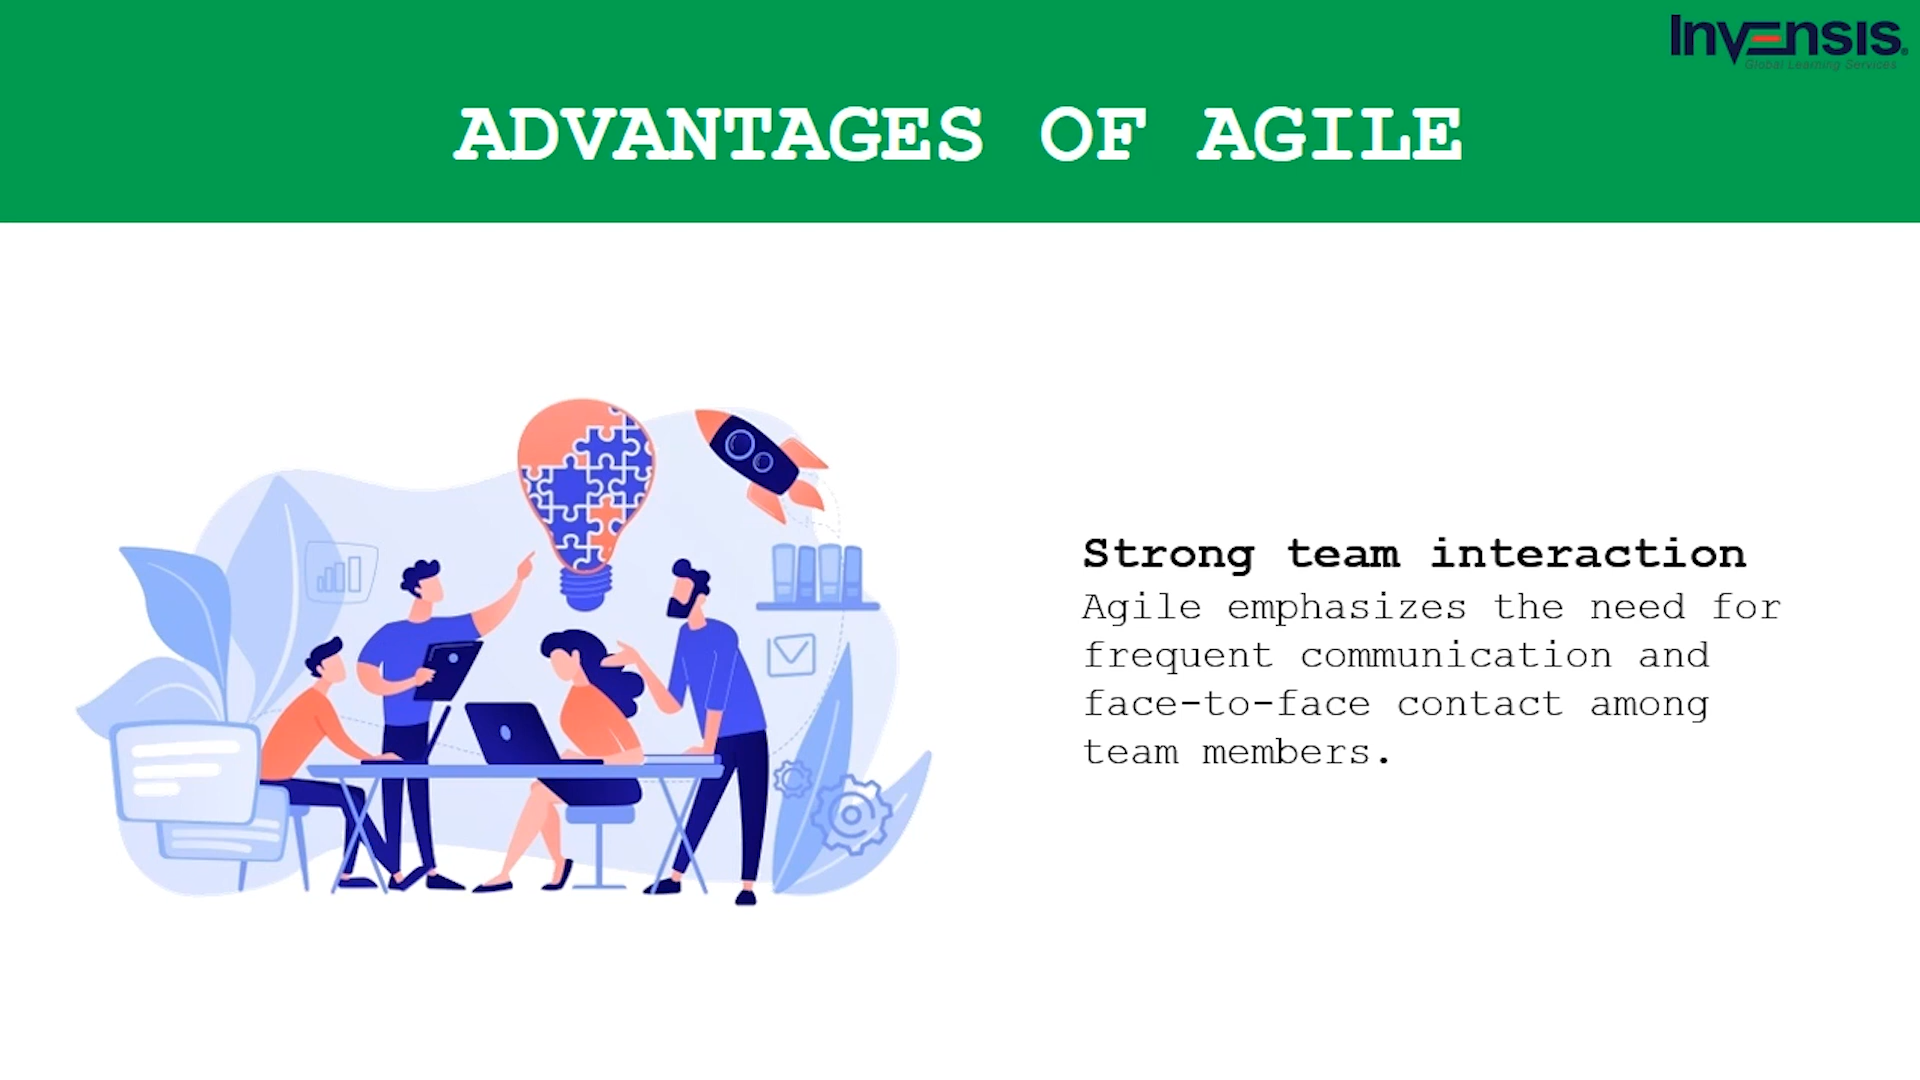 Invensis
Global Learning Services
ADVANTAGES OF AGILE
Strong team interaction
Agile emphasizes the need for
frequent communication and
face-to-face contact among
team members.